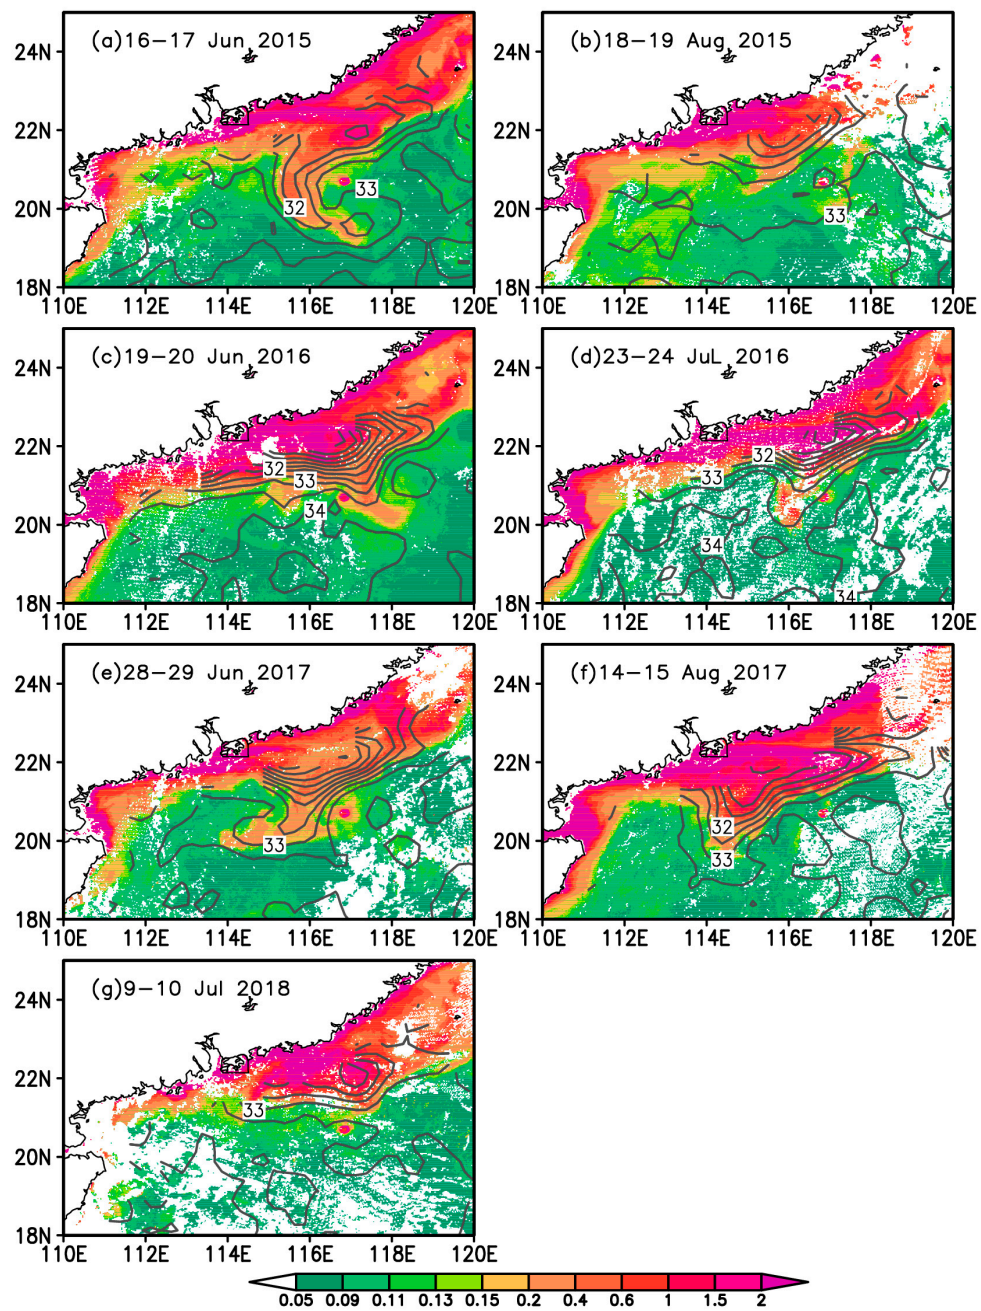 (a)16-17 Jun 2015
(b)18-19 Aug 2015
24N
22N
20N
18N
33
32
110E 112E 114E 116E 118E 120E
24N
22N
20N
18N
33
110E 112E 114E 116E 118E 120E
(c)19-20 Jun 2016
(d)23-24 JuL 2016
24N
22N
20N
18N
32
33
34
110E 112E 114E 116E 118E 120E
24N
22N
20N
18N
32
33
34
34
110E 112E 114E 116E 118E 120E
(e)28-29 Jun 2017
(f)14-15 Aug 2017
24N
22N
20N
18N
33
110E 112E 114E 116E 118E 120E
24N
22N
20N
18N
32
33
110E 112E 114E 116E 118E 120E
(g)9-10 Jul 2018
24N
22N
20N
18N
33
110E 112E 114E 116E 118E 120E
0.05 0.09 0.11 0.13 0.15 0.2 0.4 0.6 1 1.5 2